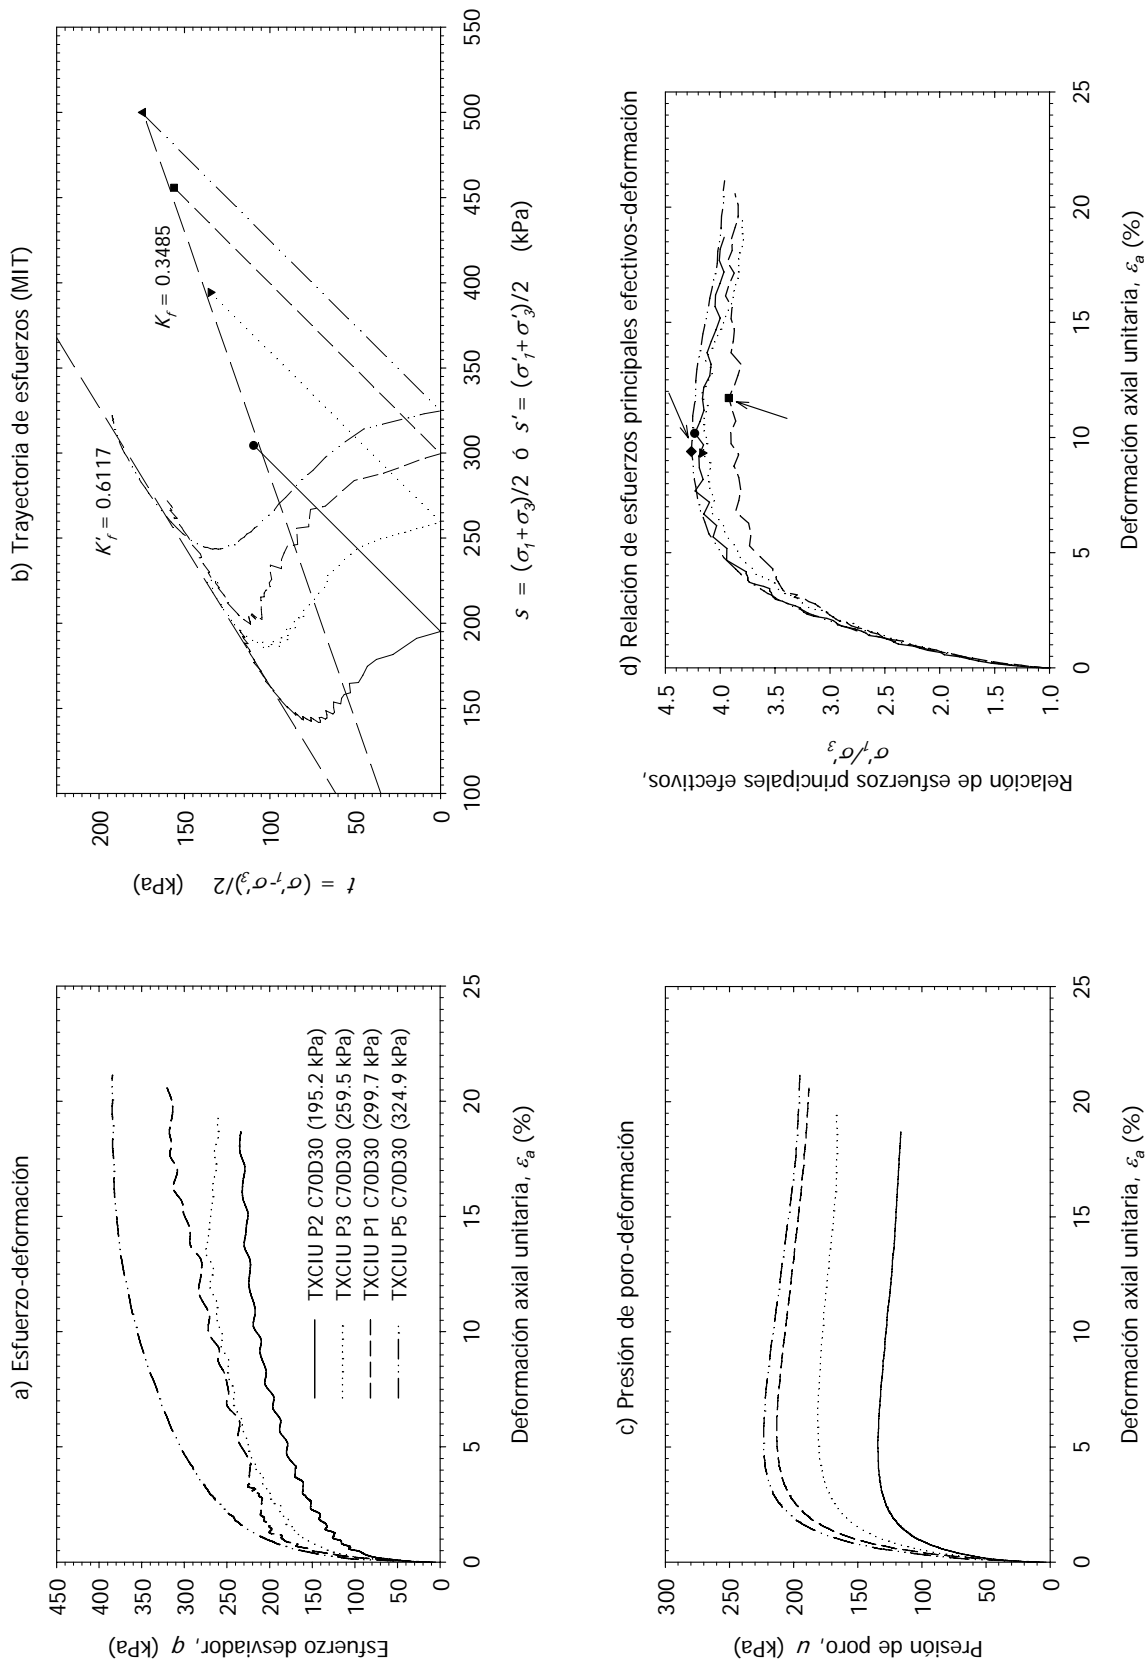 a) Esfuerzo-deformación
450
400
350
300
250
200
150
100
50
0
Esfuerzo desviador, q (kPa)
TXCIU P2 C70D30 (195.2 kPa)
TXCIU P3 C70D30 (259.5 kPa)
TXCIU P1 C70D30 (299.7 kPa)
TXCIU P5 C70D30 (324.9 kPa)
0 5 10 15 20 25
Deformación axial unitaria, εa (%)
b) Trayectoria de esfuerzos (MIT)
200
150
100
50
0
t = (σ'1-σ'3)/2 (kPa)
K'f = 0.6117
Kf = 0.3485
100 150 200 250 300 350 400 450 500 550
s = (σ1+σ3)/2 ó s' = (σ'1+σ'3)/2 (kPa)
c) Presión de poro-deformación
300
250
200
150
100
50
0
Presión de poro, u (kPa)
0 5 10 15 20 25
Deformación axial unitaria, εa (%)
d) Relación de esfuerzos principales efectivos-deformación
4.5
4.0
3.5
3.0
2.5
2.0
1.5
1.0
Relación de esfuerzos principales efectivos,
σ'1/σ'3
0 5 10 15 20 25
Deformación axial unitaria, εa (%)